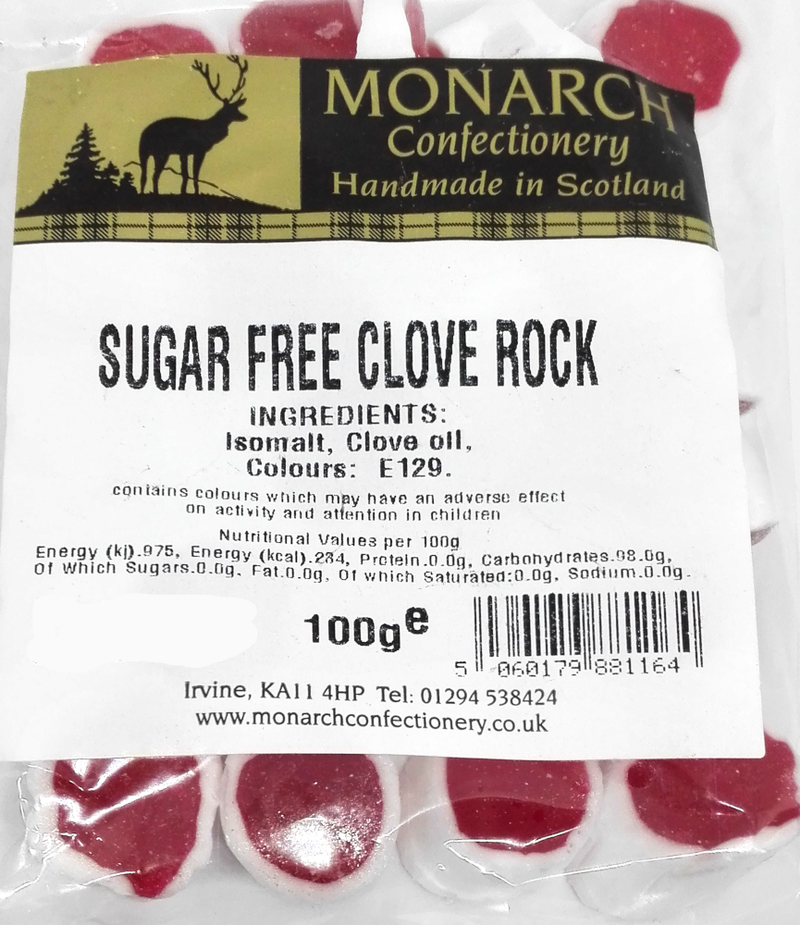 MONARCH
Confectionery
Handmade in Scotland
SUGAR FREE CLOVE ROCK
INGREDIENTS:
Isomalt, Clove oil,
Colours: E129.
contains colours which may have an adverse effect
on activity and attention in children
Nutritional Values per 100g
Energy (kj).975, Energy (kcal).234, Protein.0.0g, Carbohydrates.98.0g,
Of Which Sugars.0.0g. Fat.0.0g, Of which Saturated:0.0g, Sodium.0.0g.
100g e
5 060179 881164
Irvine, KA11 4HP Tel: 01294 538424
www.monarchconfectionery.co.uk